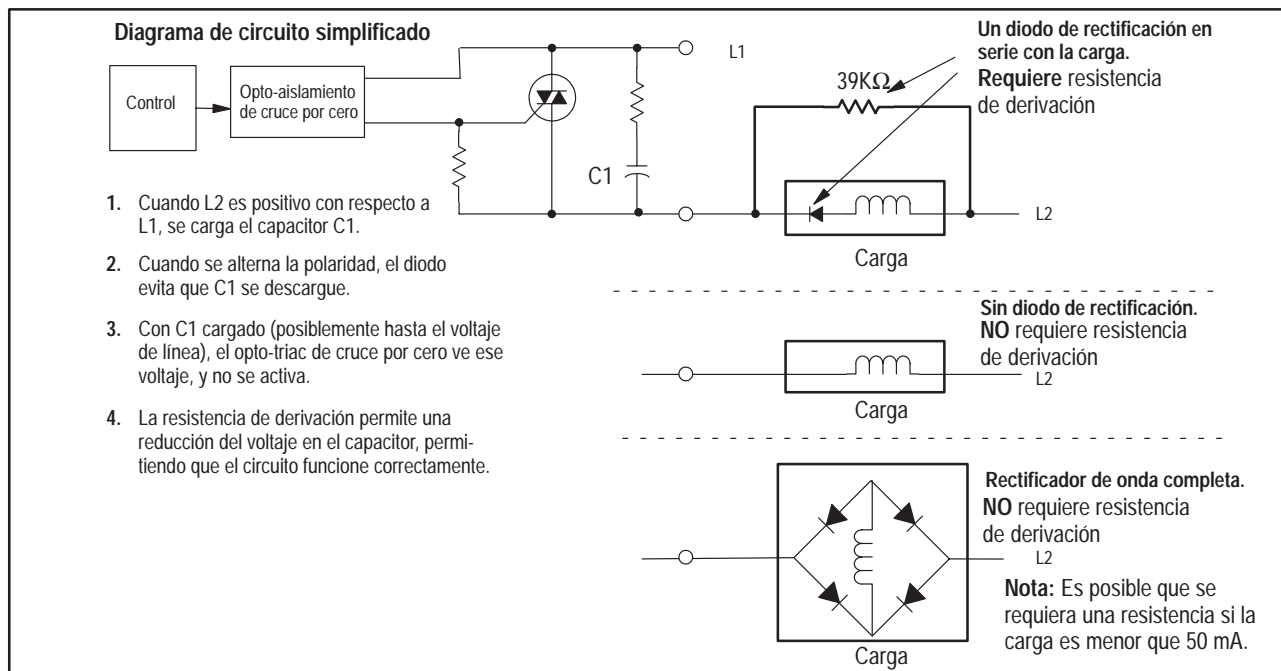 Diagrama de circuito simplificado
Control
Opto-aislamiento
de cruce por cero
L1
C1
1. Cuando L2 es positivo con respecto a
L1, se carga el capacitor C1.
2. Cuando se alterna la polaridad, el diodo
evita que C1 se descargue.
3. Con C1 cargado (posiblemente hasta el voltaje
de línea), el opto-triac de cruce por cero ve ese
voltaje, y no se activa.
4. La resistencia de derivación permite una
reducción del voltaje en el capacitor, permi-
tiendo que el circuito funcione correctamente.
Un diodo de rectificación en
serie con la carga.
Requiere resistencia
de derivación
39KΩ
L2
Carga
Sin diodo de rectificación.
NO requiere resistencia
de derivación
L2
Carga
Rectificador de onda completa.
NO requiere resistencia
de derivación
L2
Nota: Es posible que se
requiera una resistencia si la
carga es menor que 50 mA.
Carga